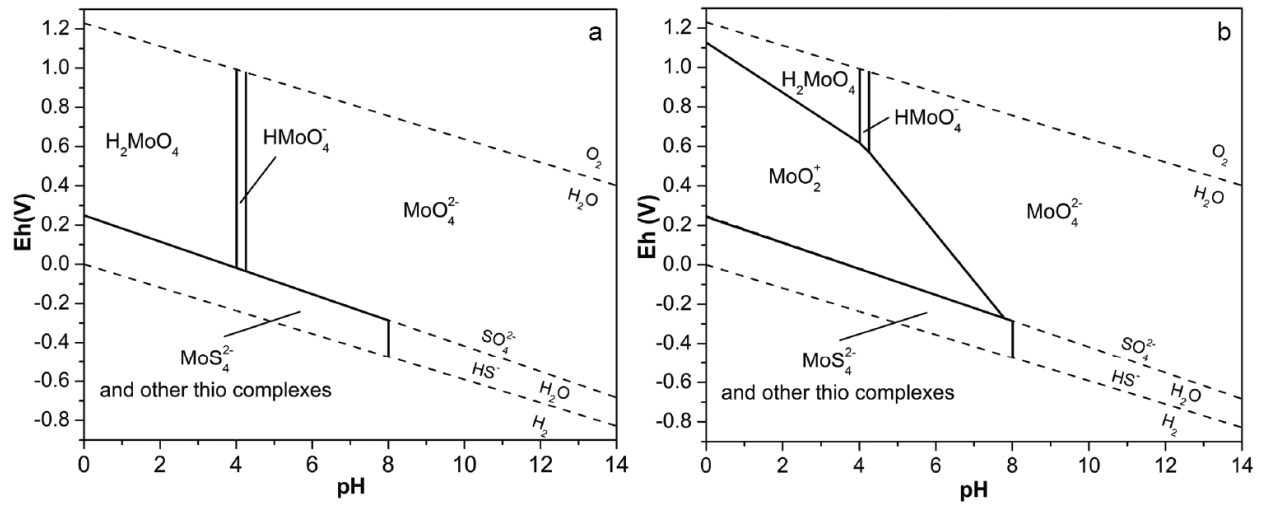 a
1.2
1.0
0.8
0.6
0.4
0.2
0.0
-0.2
-0.4
-0.6
-0.8
Eh(V)
H₂MoO₄
HMoO₄⁻
MoO₄²⁻
O₂
H₂O
MoS₄²⁻
and other thio complexes
SO₄²⁻
HS⁻
H₂O
H₂
0 2 4 6 8 10 12 14
pH
b
1.2
1.0
0.8
0.6
0.4
0.2
0.0
-0.2
-0.4
-0.6
-0.8
Eh (V)
H₂MoO₄
HMoO₄⁻
MoO₂⁺
MoO₄²⁻
O₂
H₂O
MoS₄²⁻
and other thio complexes
SO₄²⁻
HS⁻
H₂O
H₂
0 2 4 6 8 10 12 14
pH